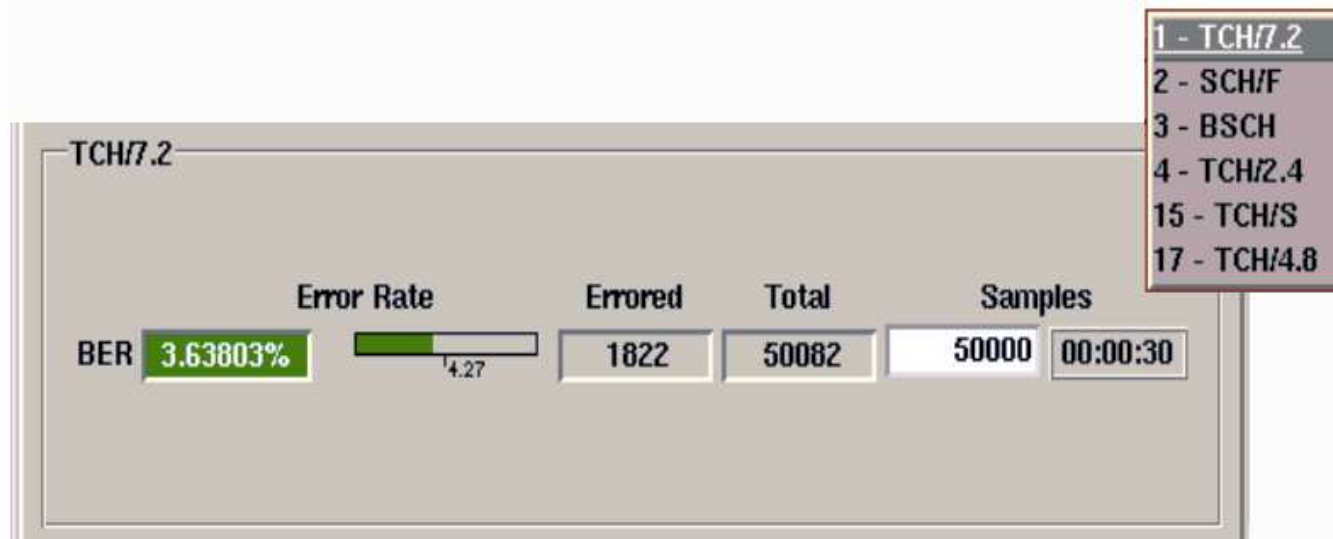 1 - TCH/7.2
2 - SCH/F
3 - BSCH
4 - TCH/2.4
15 - TCH/S
17 - TCH/4.8
TCH/7.2
Error Rate Errored Total Samples
BER 3.63803% 4.27 1822 50082 50000 00:00:30